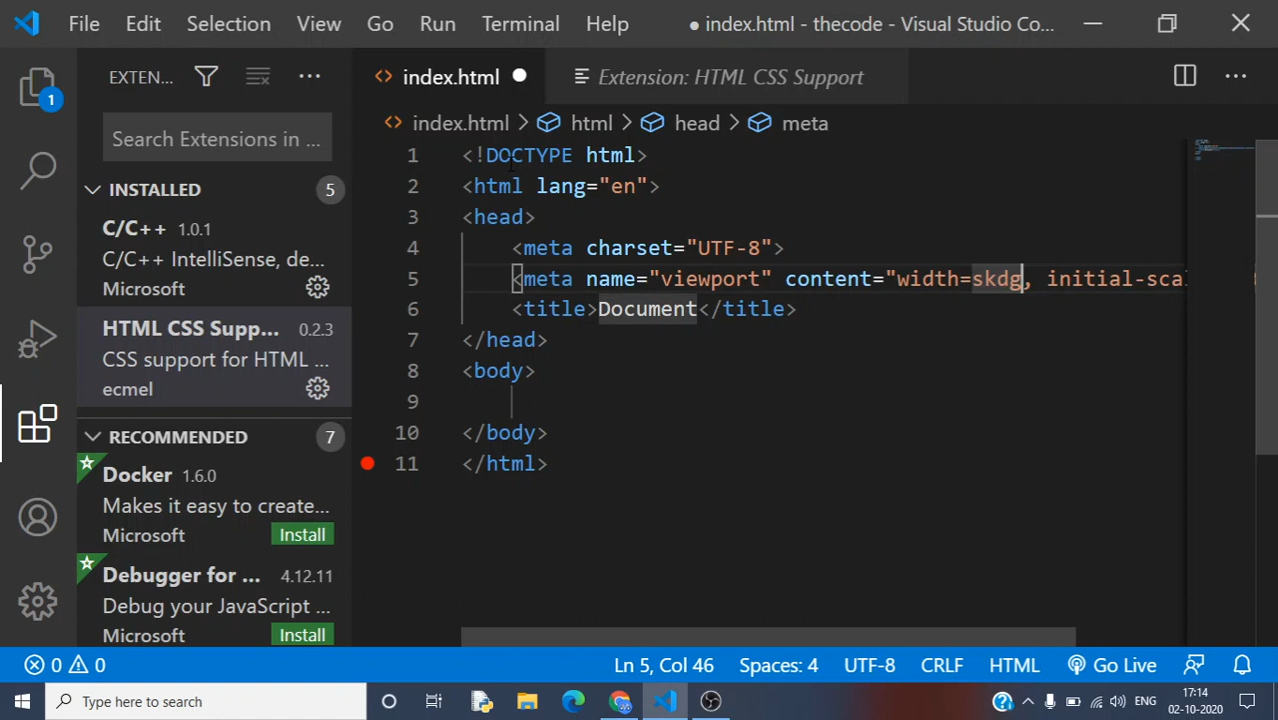 File Edit Selection View Go Run Terminal Help ● index.html - thecode - Visual Studio Co...
EXTEN...
index.html ●
Extension: HTML CSS Support
index.html > html > head > meta
1
Search Extensions in ...
INSTALLED 5
C/C++ 1.0.1
C/C++ IntelliSense, de...
Microsoft
HTML CSS Supp... 0.2.3
CSS support for HTML ...
ecmel
RECOMMENDED 7
Docker 1.6.0
Makes it easy to create...
Microsoft Install
Debugger for ... 4.12.11
Debug your JavaScript ...
Microsoft Install
1 <!DOCTYPE html>
2 <html lang="en">
3 <head>
4 <meta charset="UTF-8">
5 <meta name="viewport" content="width=skdg, initial-scal
6 <title>Document</title>
7 </head>
8 <body>
9
10 </body>
11 </html>
0 0 Ln 5, Col 46 Spaces: 4 UTF-8 CRLF HTML Go Live
Type here to search
ENG
17:14
02-10-2020